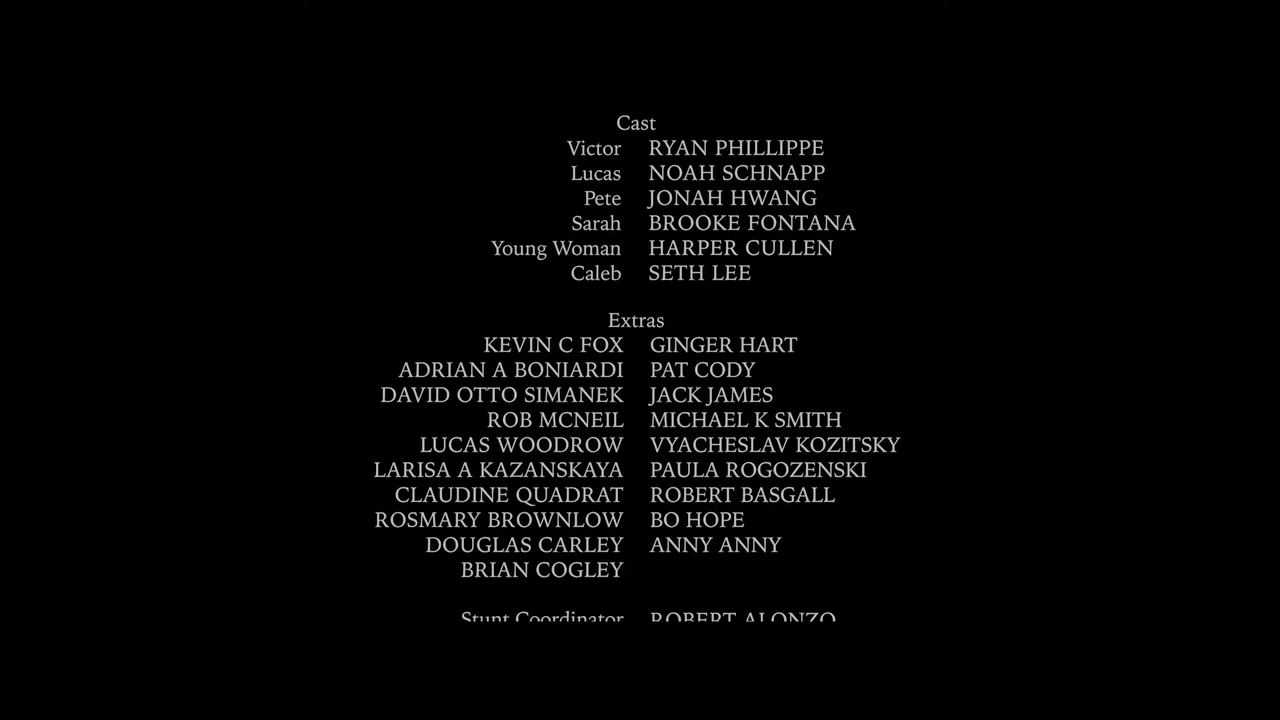 Cast
Victor RYAN PHILLIPPE
Lucas NOAH SCHNAPP
Pete JONAH HWANG
Sarah BROOKE FONTANA
Young Woman HARPER CULLEN
Caleb SETH LEE
Extras
KEVIN C FOX GINGER HART
ADRIAN A BONIARDI PAT CODY
DAVID OTTO SIMANEK JACK JAMES
ROB MCNEIL MICHAEL K SMITH
LUCAS WOODROW VYACHESLAV KOZITSKY
LARISA A KAZANSKAYA PAULA ROGOZENSKI
CLAUDINE QUADRAT ROBERT BASGALL
ROSMARY BROWNLOW BO HOPE
DOUGLAS CARLEY ANNY ANNY
BRIAN COGLEY
Stunt Coordinator ROBERT ALONZO